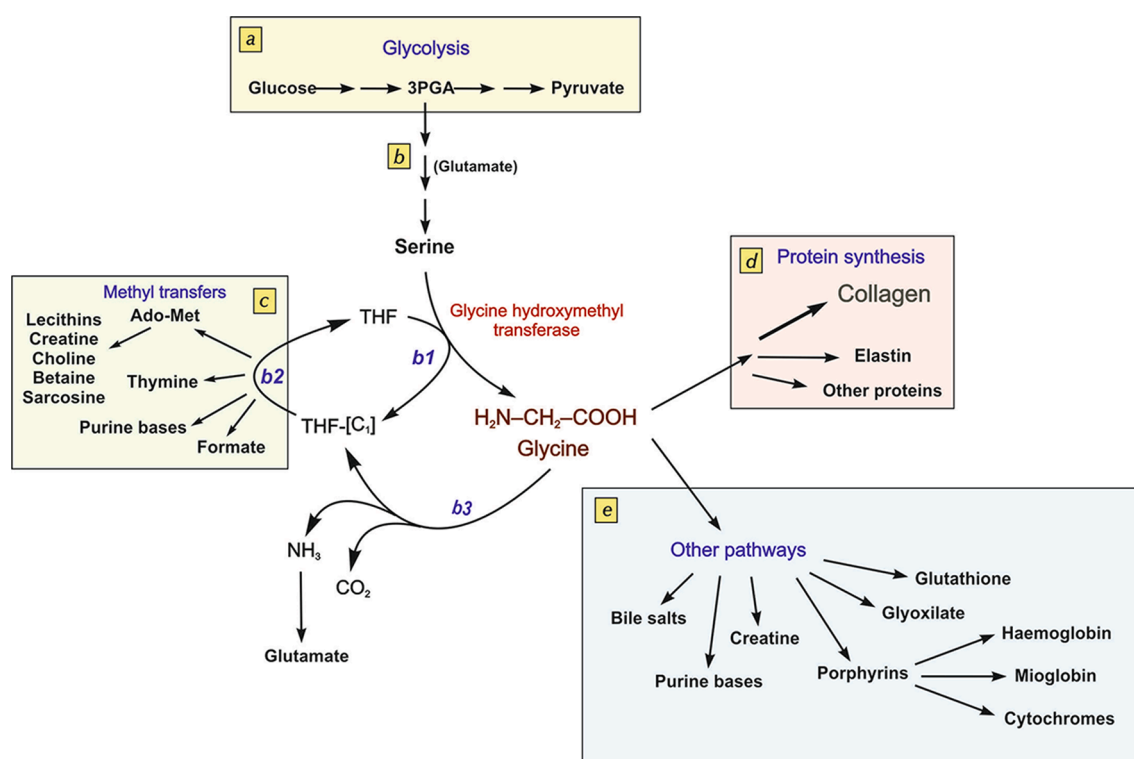 a
Glycolysis
Glucose 3PGA Pyruvate
b
(Glutamate)
Serine
Glycine hydroxymethyl
transferase
c
Methyl transfers
Ado-Met
Lecithins
Creatine
Choline
Betaine
Sarcosine
Thymine
Purine bases
Formate
b2
THF
b1
THF-[C₁]
H₂N–CH₂–COOH
Glycine
b3
NH₃
CO₂
Glutamate
d
Protein synthesis
Collagen
Elastin
Other proteins
e
Other pathways
Bile salts
Purine bases
Creatine
Porphyrins
Glyoxilate
Glutathione
Haemoglobin
Mioglobin
Cytochromes